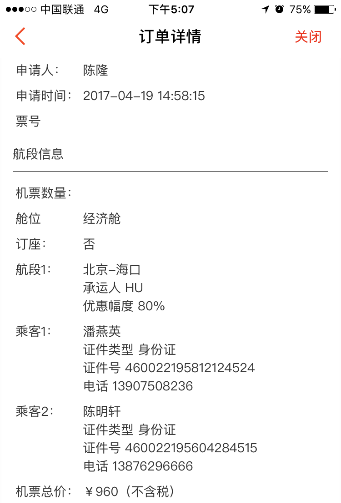 中国联通 4G 下午5:07 75%
订单详情 关闭
申请人： 陈隆
申请时间： 2017-04-19 14:58:15
票号
航段信息
机票数量：
舱位 经济舱
订座： 否
航段1： 北京-海口
承运人 HU
优惠幅度 80%
乘客1： 潘燕英
证件类型 身份证
证件号 460022195812124524
电话 13907508236
乘客2： 陈明轩
证件类型 身份证
证件号 460022195604284515
电话 13876296666
机票总价： ￥960（不含税）